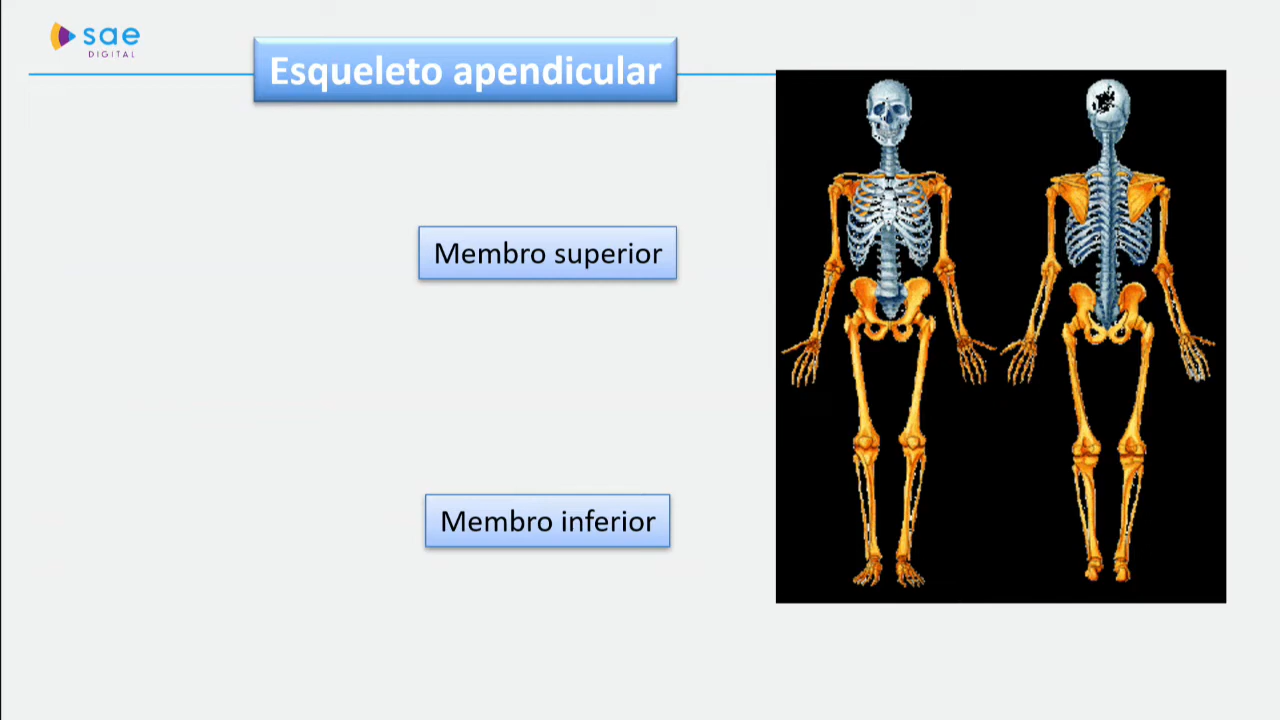 sae
DIGITAL
Esqueleto apendicular
Membro superior
Membro inferior